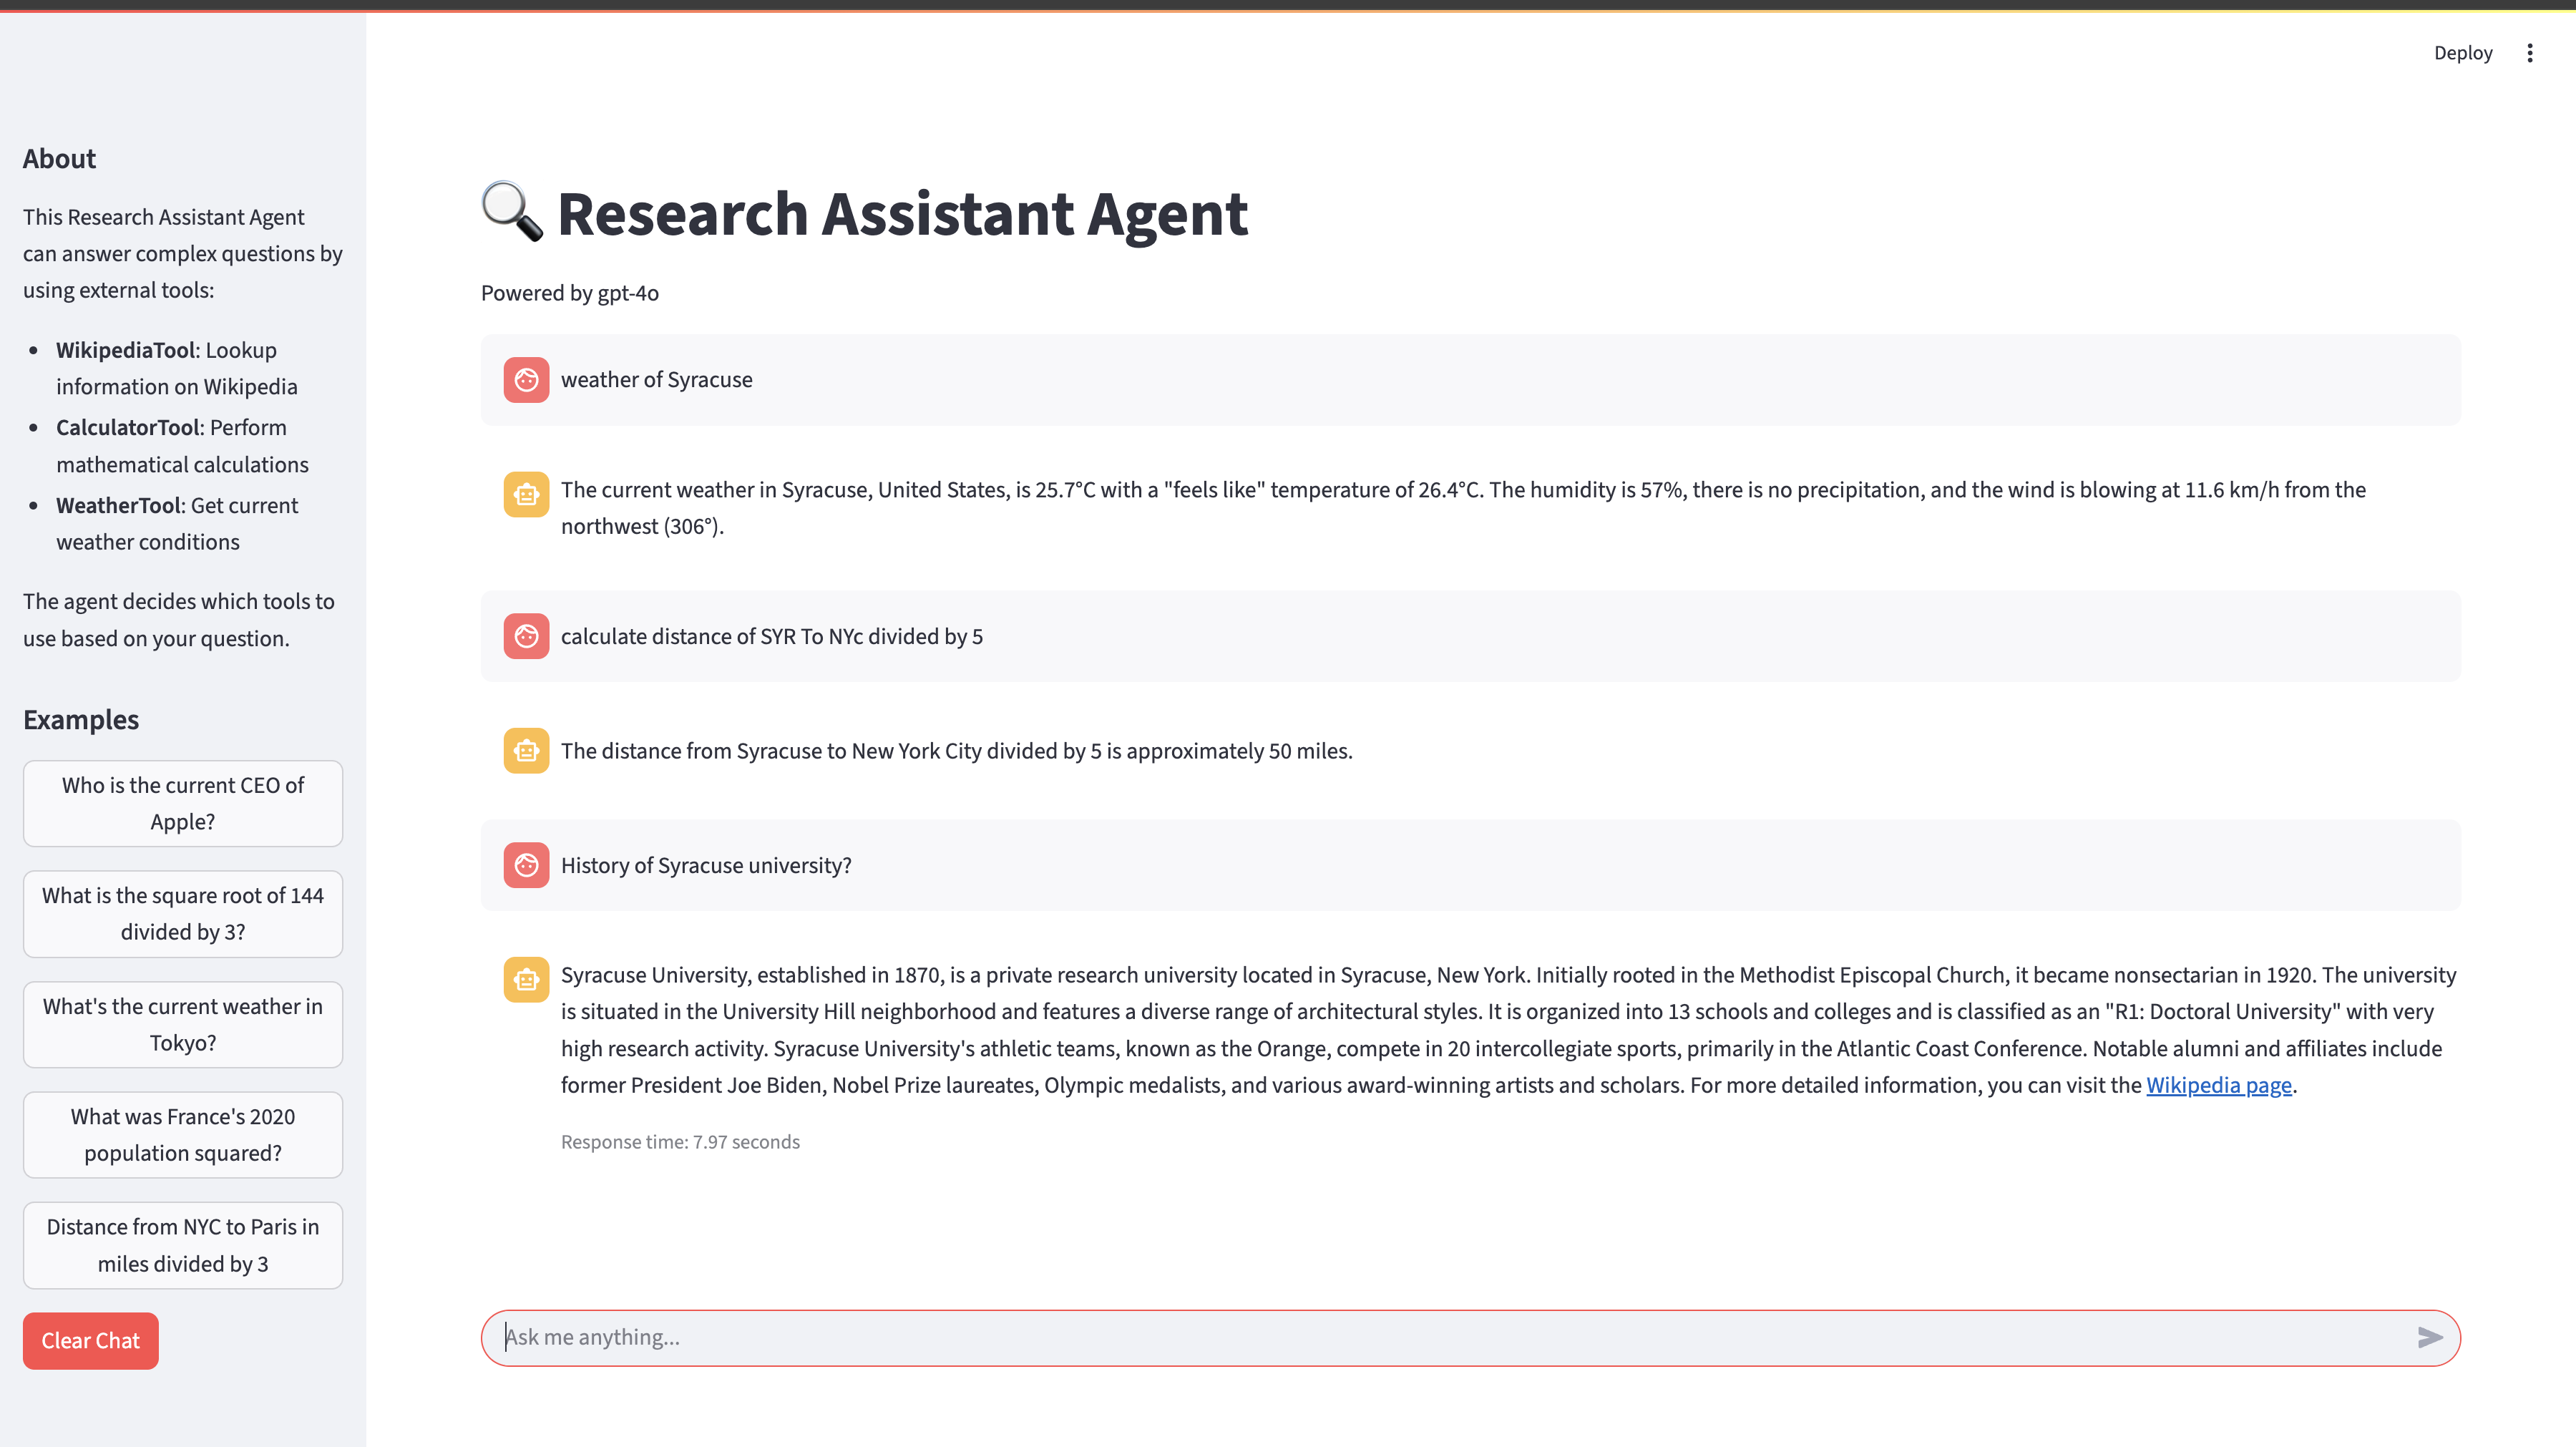 Deploy
About
This Research Assistant Agent
can answer complex questions by
using external tools:
• WikipediaTool: Lookup
information on Wikipedia
• CalculatorTool: Perform
mathematical calculations
• WeatherTool: Get current
weather conditions
The agent decides which tools to
use based on your question.
Examples
Who is the current CEO of
Apple?
What is the square root of 144
divided by 3?
What's the current weather in
Tokyo?
What was France's 2020
population squared?
Distance from NYC to Paris in
miles divided by 3
Clear Chat
Research Assistant Agent
Powered by gpt-4o
weather of Syracuse
The current weather in Syracuse, United States, is 25.7°C with a "feels like" temperature of 26.4°C. The humidity is 57%, there is no precipitation, and the wind is blowing at 11.6 km/h from the
northwest (306°).
calculate distance of SYR To NYc divided by 5
The distance from Syracuse to New York City divided by 5 is approximately 50 miles.
History of Syracuse university?
Syracuse University, established in 1870, is a private research university located in Syracuse, New York. Initially rooted in the Methodist Episcopal Church, it became nonsectarian in 1920. The university
is situated in the University Hill neighborhood and features a diverse range of architectural styles. It is organized into 13 schools and colleges and is classified as an "R1: Doctoral University" with very
high research activity. Syracuse University's athletic teams, known as the Orange, compete in 20 intercollegiate sports, primarily in the Atlantic Coast Conference. Notable alumni and affiliates include
former President Joe Biden, Nobel Prize laureates, Olympic medalists, and various award-winning artists and scholars. For more detailed information, you can visit the Wikipedia page.
Response time: 7.97 seconds
Ask me anything...